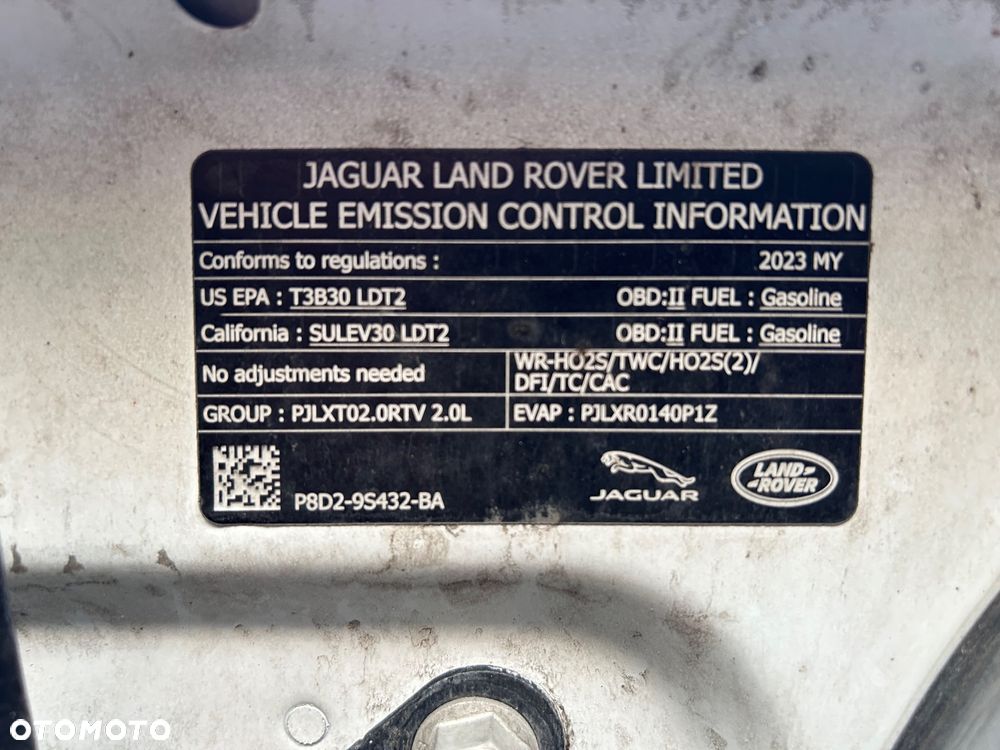 JAGUAR LAND ROVER LIMITED
VEHICLE EMISSION CONTROL INFORMATION
Conforms to regulations : 2023 MY
US EPA : T3B30 LDT2 OBD:II FUEL : Gasoline
California : SULEV30 LDT2 OBD:II FUEL : Gasoline
No adjustments needed
WR-HO2S/TWC/HO2S(2)/
DFI/TC/CAC
GROUP : PJLXT02.0RTV 2.0L EVAP : PJLXR0140P1Z
P8D2-9S432-BA
JAGUAR
LAND
ROVER
OTOMOTO